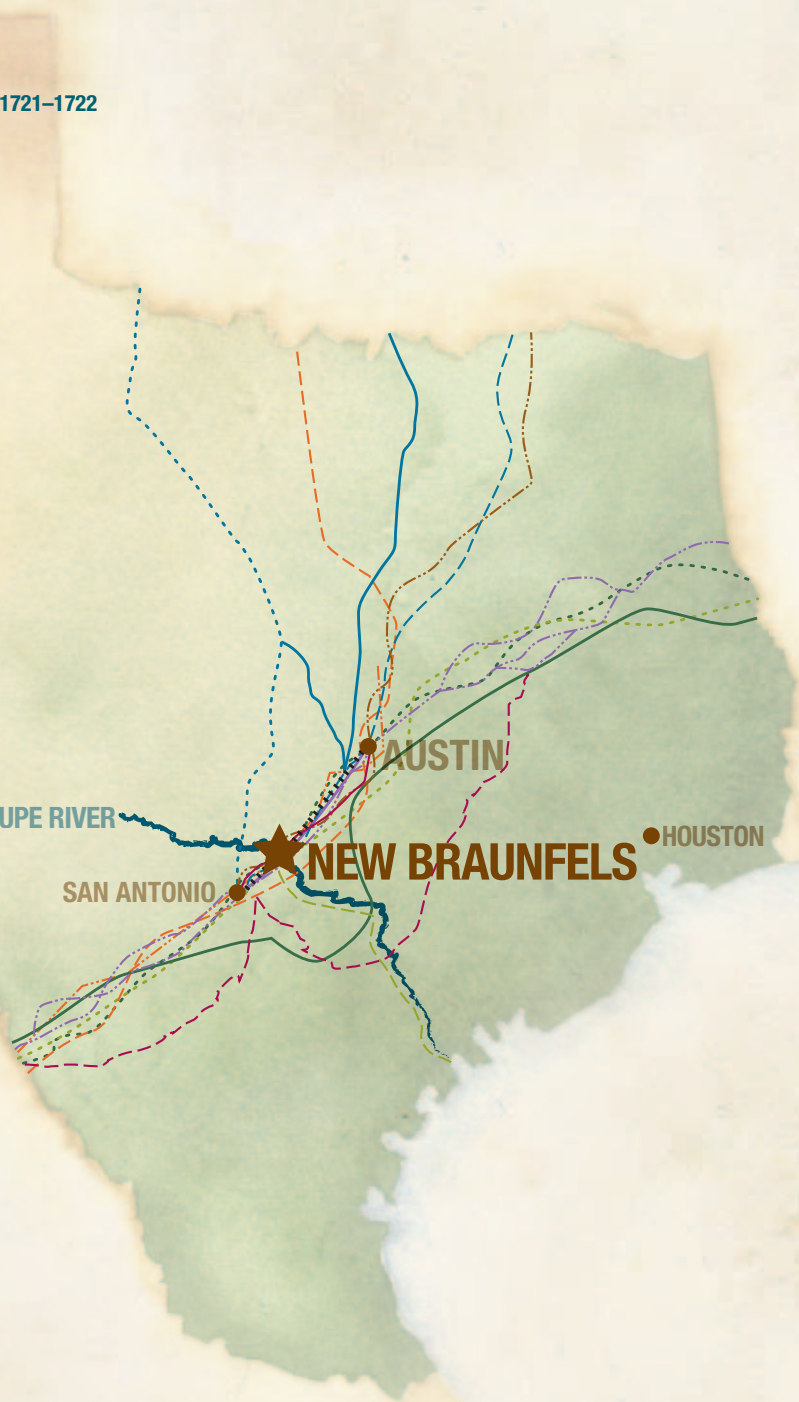 1721–1722
AUSTIN
UPE RIVER
HOUSTON
NEW BRAUNFELS
SAN ANTONIO